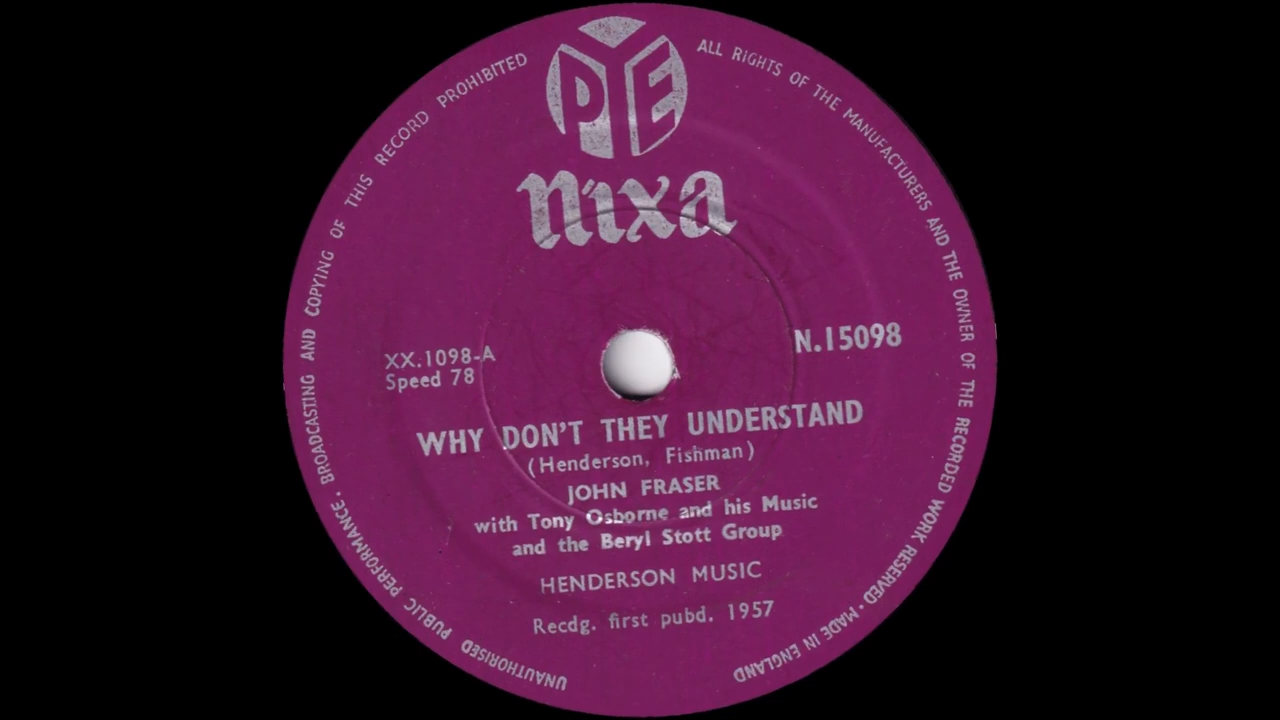 PYE
nixa
XX.1098-A
Speed 78
N.15098
A
WHY DON'T THEY UNDERSTAND
(Henderson, Fishman)
JOHN FRASER
with Tony Osborne and his Music
and the Beryl Stott Group
HENDERSON MUSIC
Recdg. first pubd. 1957
ALL RIGHTS OF THE MANUFACTURERS AND THE OWNER OF THE RECORDED WORK RESERVED • MADE IN ENGLAND
UNAUTHORISED PUBLIC PERFORMANCE • BROADCASTING AND COPYING OF THIS RECORD PROHIBITED